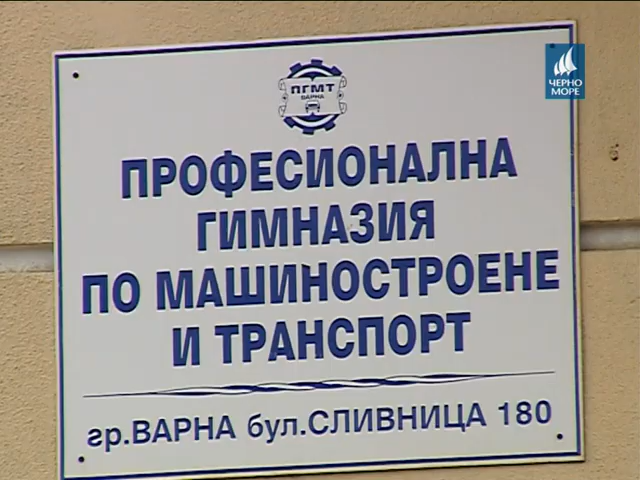 ЧЕРНО
МОРЕ
ПГМТ
ВАРНА
ПРОФЕСИОНАЛНА
ГИМНАЗИЯ
ПО МАШИНОСТРОЕНЕ
И ТРАНСПОРТ
гр.ВАРНА бул.СЛИВНИЦА 180